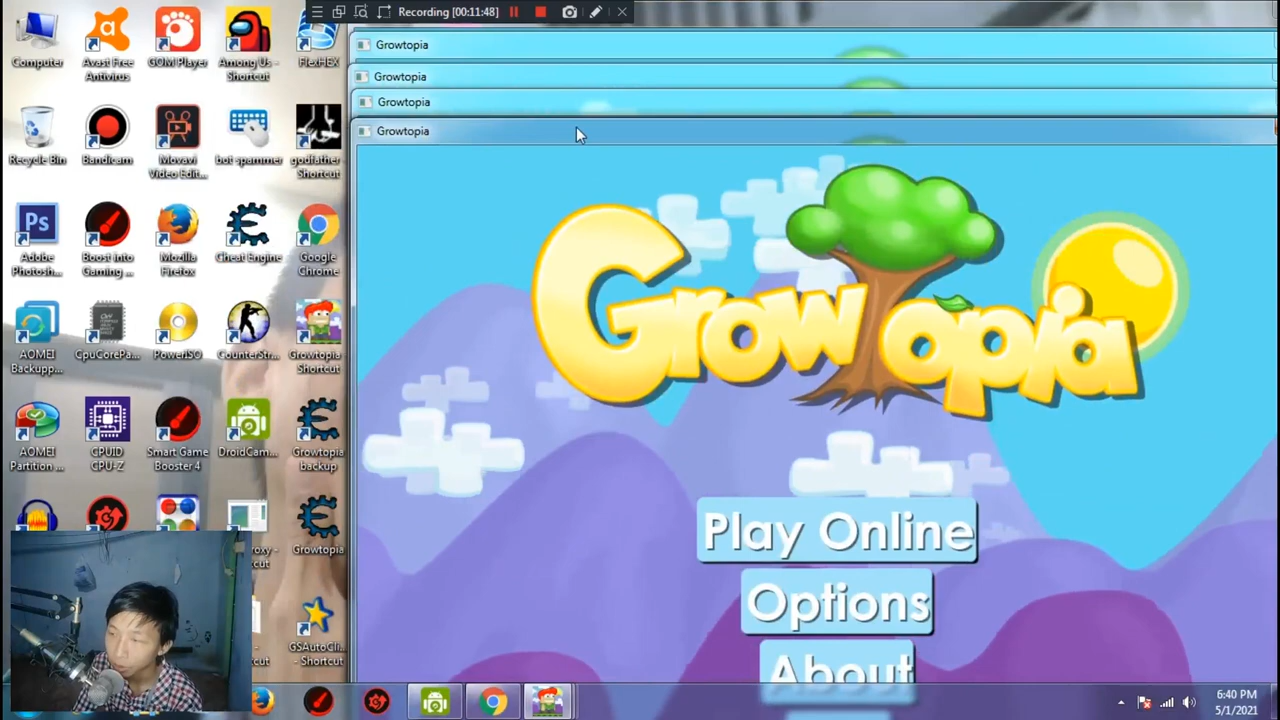 Recording [00:11:48]
Computer
Avast Free
Antivirus
GOM Player
Among Us -
Shortcut
FlexHEX
Growtopia
Growtopia
Growtopia
Growtopia
Recycle Bin
Bandicam
Movavi
Video Edit...
bot spammer
godfather
Shortcut
Ps
Adobe
Photosh...
Boost into
Gaming ...
Mozilla
Firefox
Cheat Engine
Google
Chrome
Growtopia
AOMEI
Backupp...
CpuCorePa...
PowerISO
CounterStr...
Growtopia
Shortcut
AOMEI
Partition ...
CPUID
CPU-Z
Smart Game
Booster 4
DroidCam...
Growtopia
backup
Growtopia
GSAutoCli...
- Shortcut
Play Online
Options
About
6:40 PM
5/1/2021